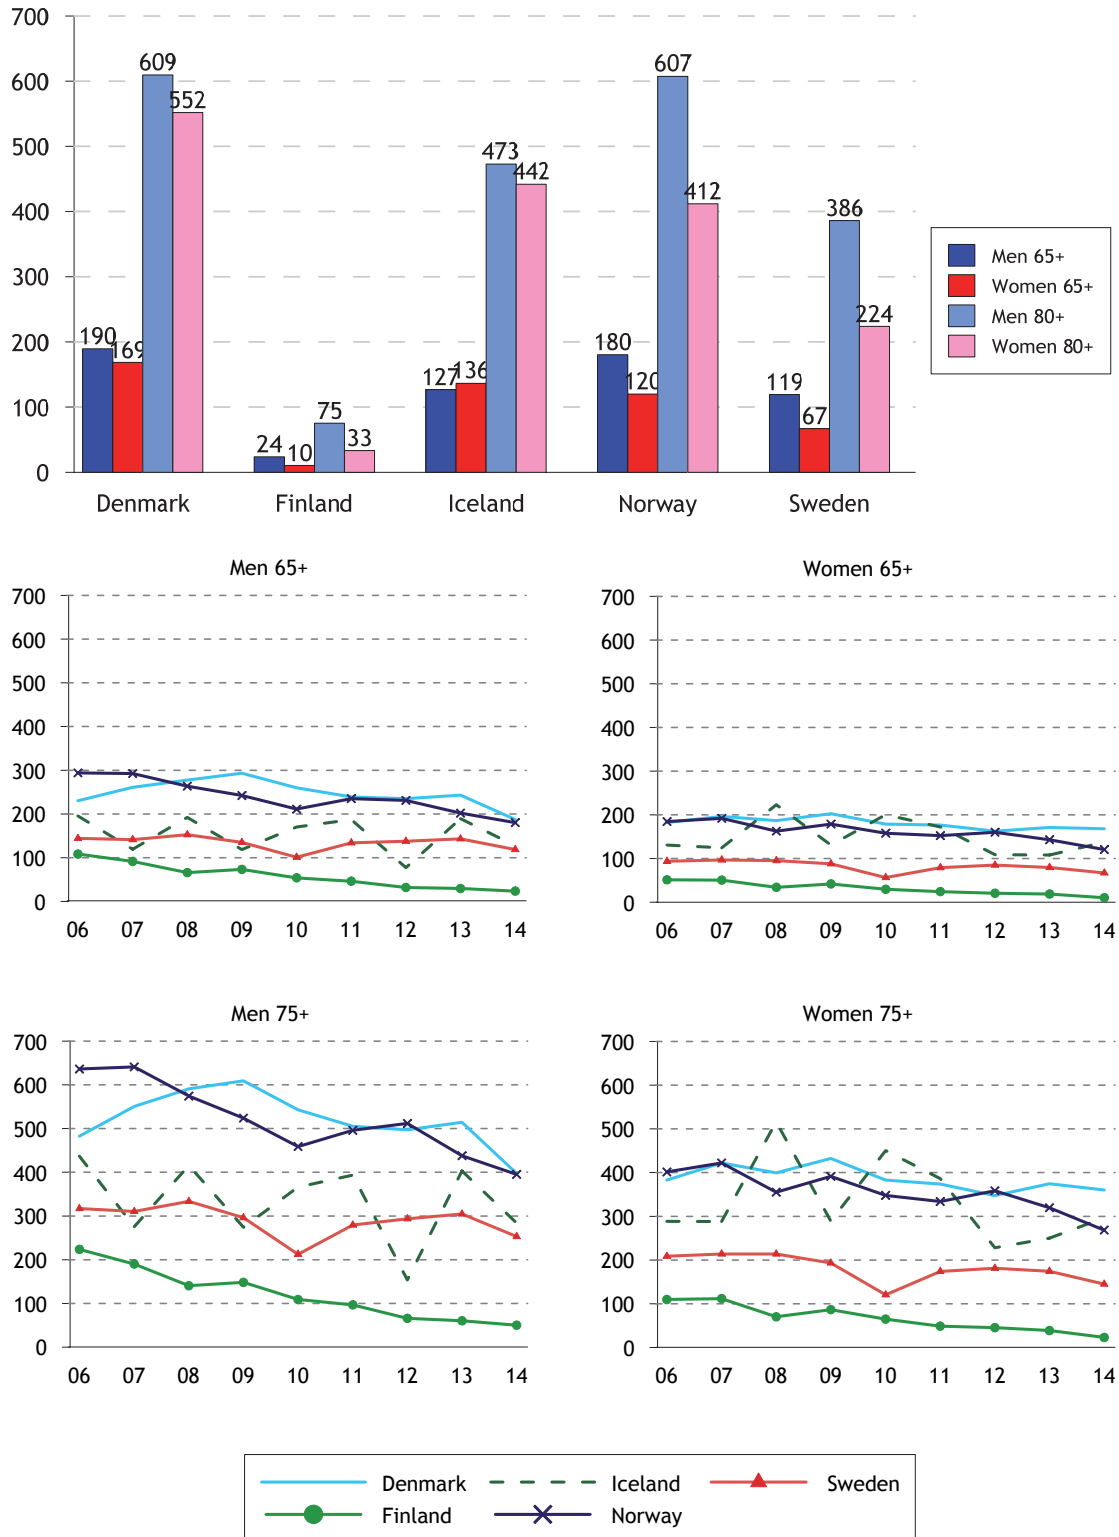 700
600
500
400
300
200
100
0
190 169 609 552
24 10 75 33
127 136 473 442
180 120 607 412
119 67 386 224
Denmark Finland Iceland Norway Sweden
Men 65+
Women 65+
Men 80+
Women 80+
Men 65+
700
600
500
400
300
200
100
0
06 07 08 09 10 11 12 13 14
Women 65+
700
600
500
400
300
200
100
0
06 07 08 09 10 11 12 13 14
Men 75+
700
600
500
400
300
200
100
0
06 07 08 09 10 11 12 13 14
Women 75+
700
600
500
400
300
200
100
0
06 07 08 09 10 11 12 13 14
Denmark Iceland Sweden
Finland Norway